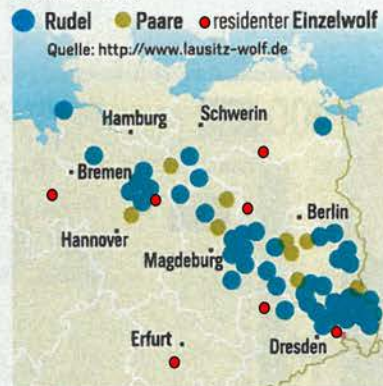 Rudel Paare residenter Einzelwolf
Quelle: http://www.lausitz-wolf.de
Hamburg
Schwerin
Bremen
Berlin
Hannover
Magdeburg
Erfurt
Dresden